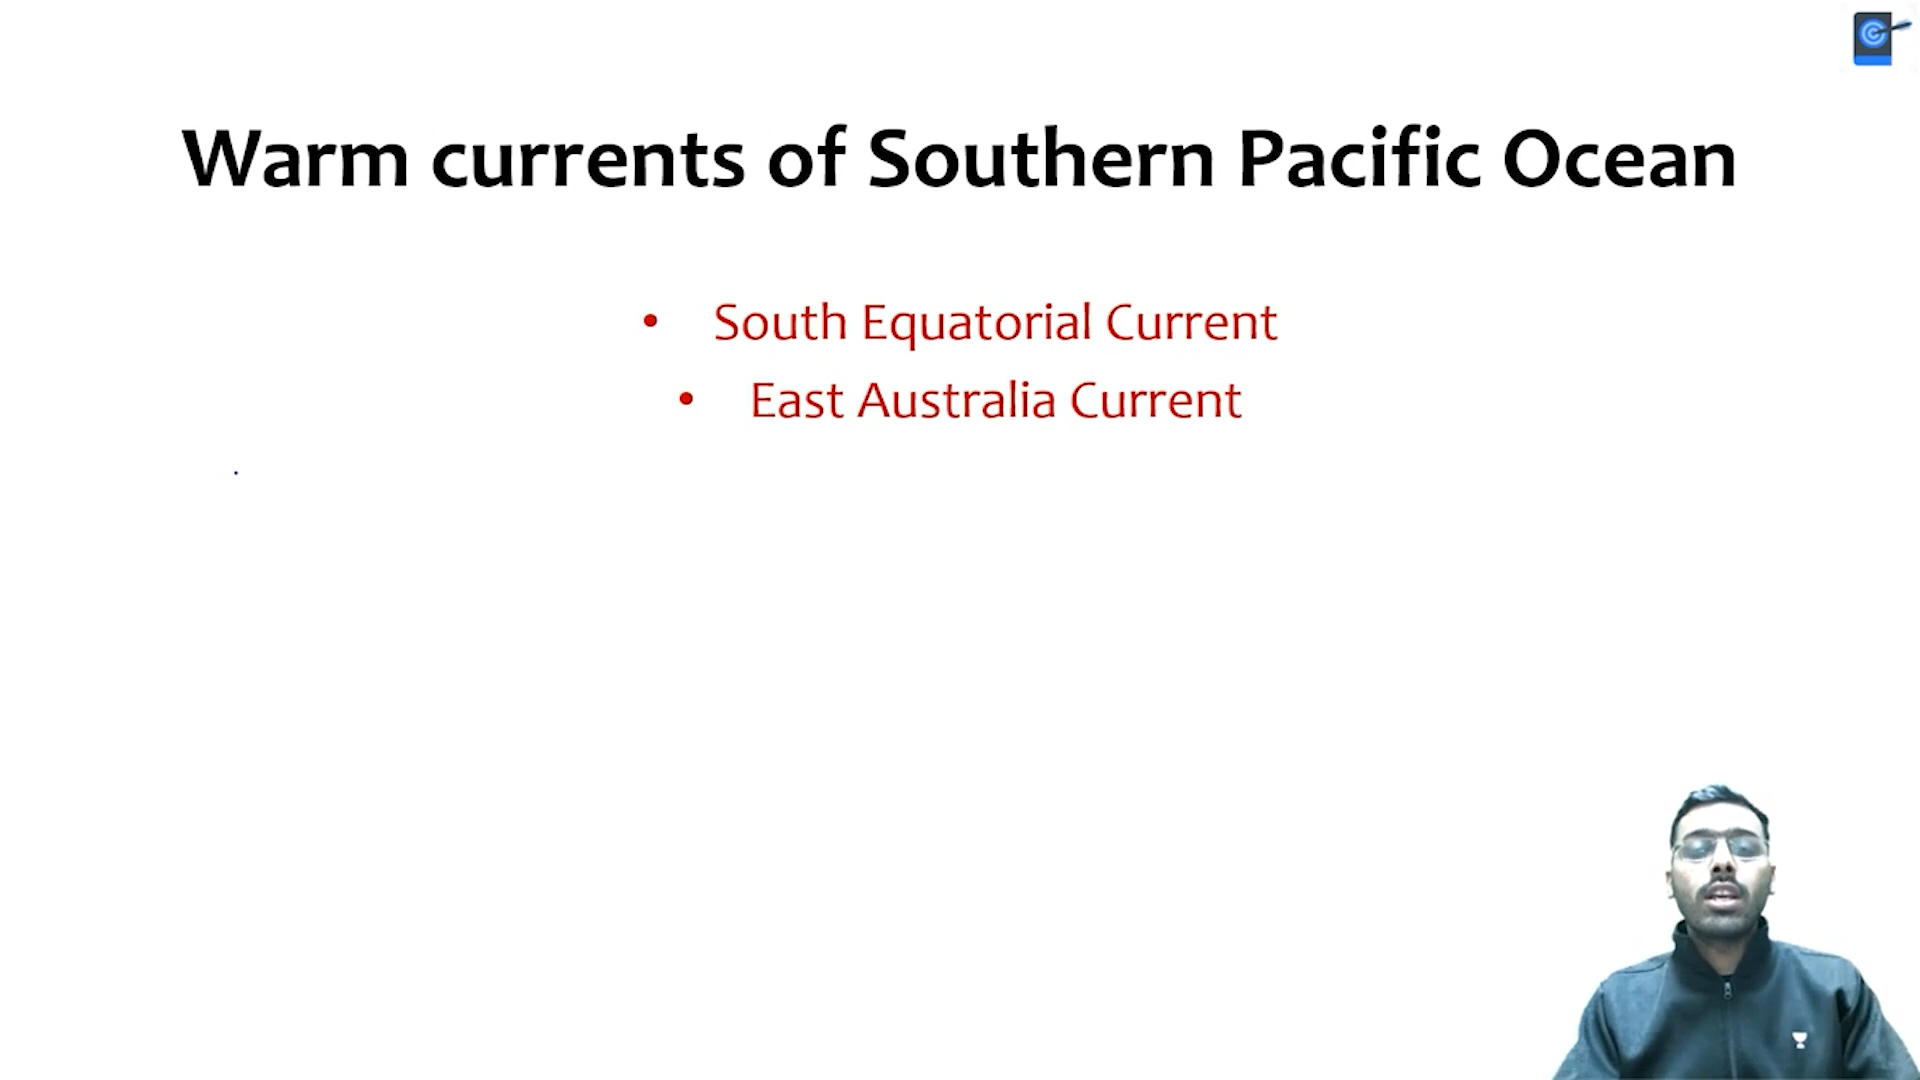 Warm currents of Southern Pacific Ocean
• South Equatorial Current
• East Australia Current